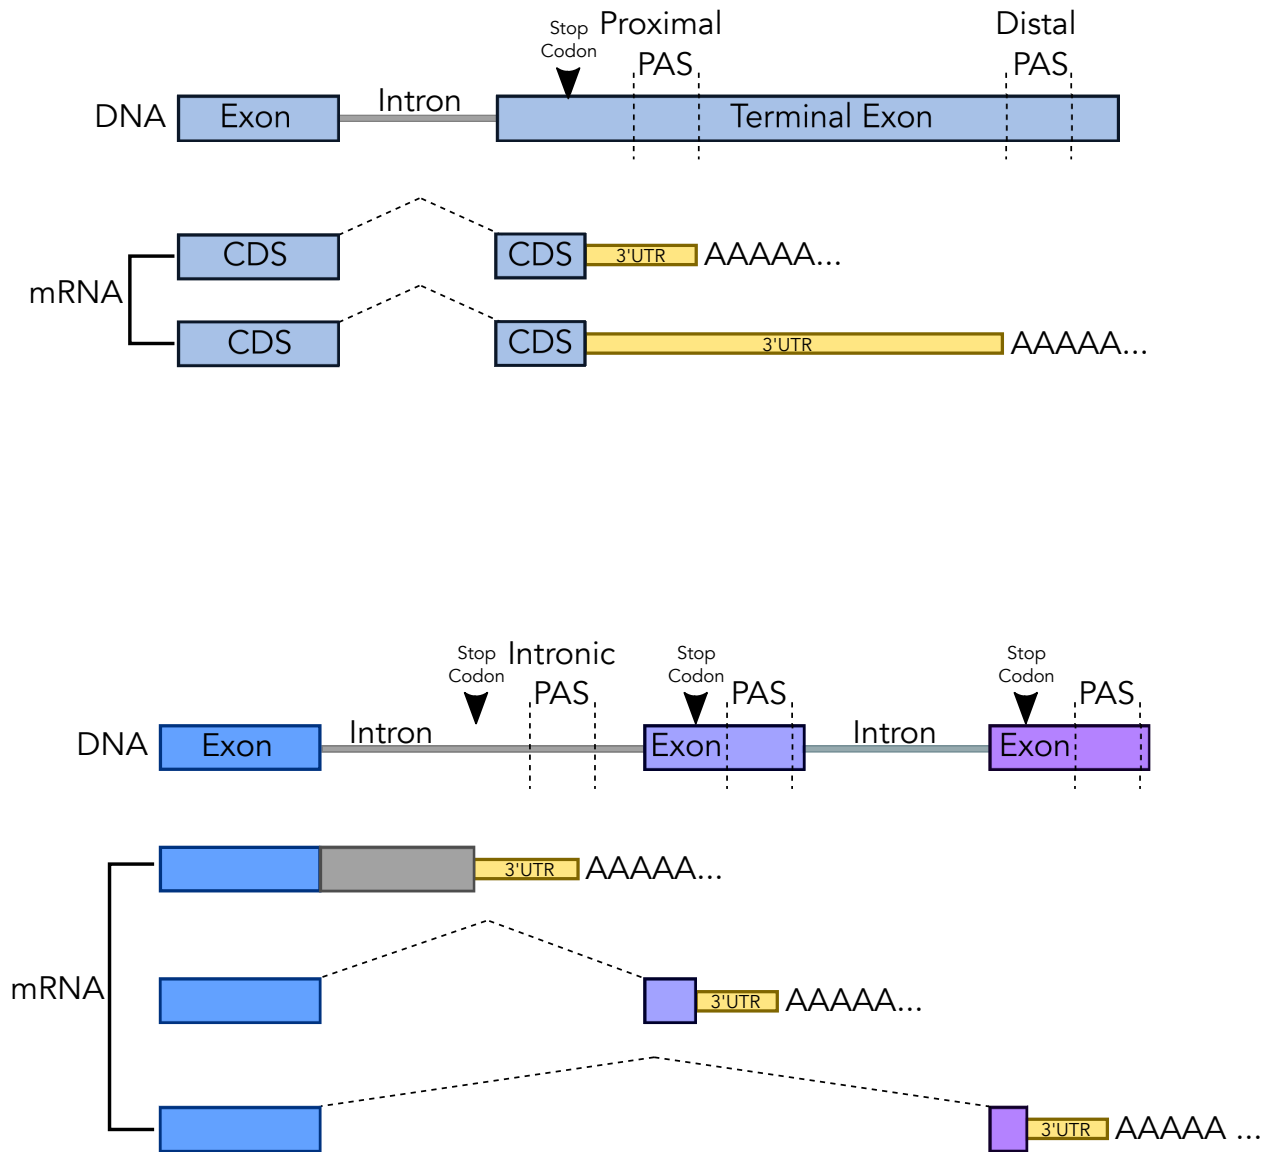 Stop
Codon
Proximal
PAS
Distal
PAS
DNA
Exon
Intron
Terminal Exon
mRNA
CDS
CDS
3'UTR
AAAAA...
CDS
CDS
3'UTR
AAAAA...
Stop
Codon
Intronic
PAS
Stop
Codon
PAS
Stop
Codon
PAS
DNA
Exon
Intron
Exon
Intron
Exon
mRNA
3'UTR
AAAAA...
3'UTR
AAAAA...
3'UTR
AAAAA ...